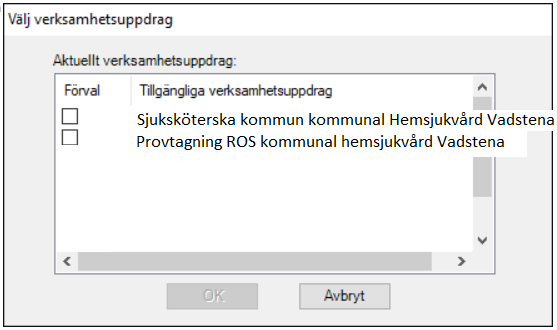 Välj verksamhetsuppdrag
Aktuellt verksamhetsuppdrag:
Förval Tillgängliga verksamhetsuppdrag
Sjuksköterska kommun kommunal Hemsjukvård Vadstena
Provtagning ROS kommunal hemsjukvård Vadstena
OK Avbryt